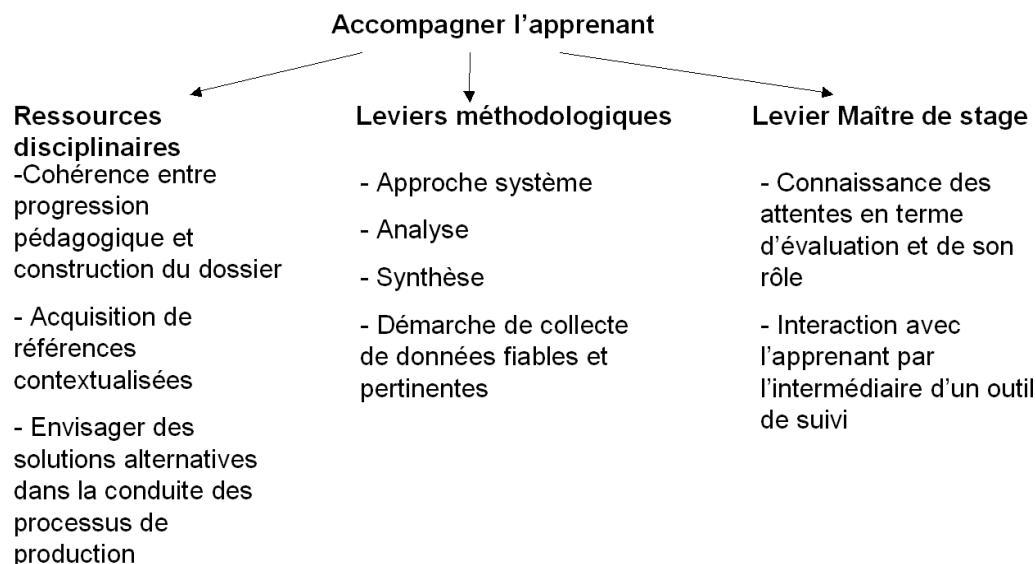 Accompagner l’apprenant
Ressources
disciplinaires
-Cohérence entre
progression
pédagogique et
construction du dossier
- Acquisition de
références
contextualisées
- Envisager des
solutions alternatives
dans la conduite des
processus de
production
Leviers méthodologiques
- Approche système
- Analyse
- Synthèse
- Démarche de collecte
de données fiables et
pertinentes
Levier Maître de stage
- Connaissance des
attentes en terme
d’évaluation et de son
rôle
- Interaction avec
l’apprenant par
l’intermédiaire d’un outil
de suivi